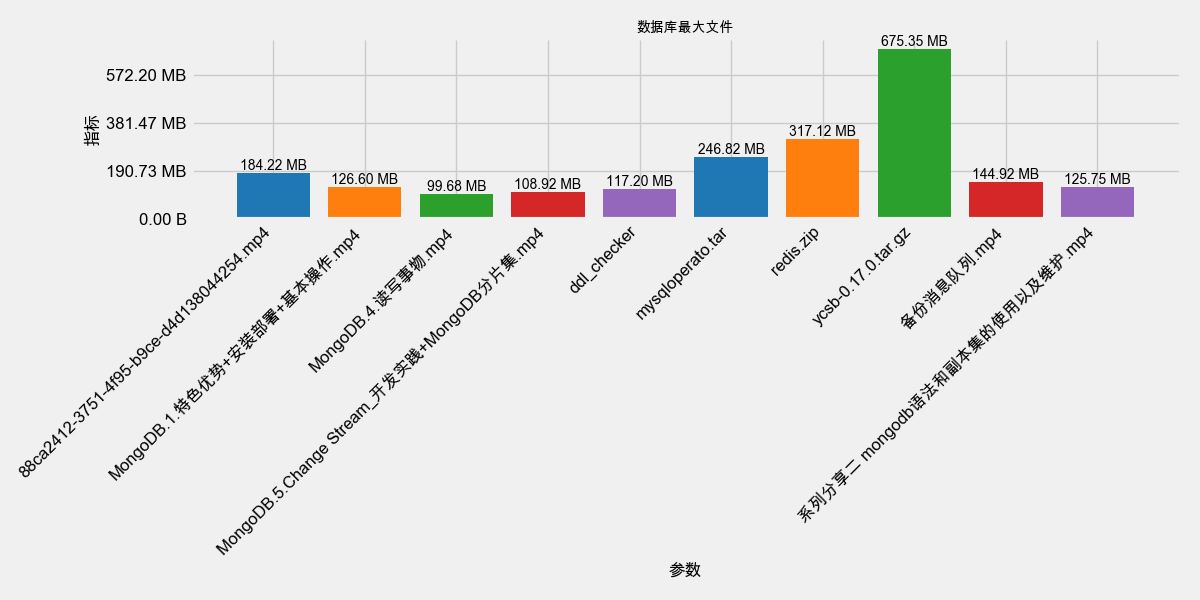 数据库最大文件
指标
572.20 MB
381.47 MB
190.73 MB
0.00 B
184.22 MB
126.60 MB
99.68 MB
108.92 MB
117.20 MB
246.82 MB
317.12 MB
675.35 MB
144.92 MB
125.75 MB
88ca2412-3751-4f95-b9ce-d4d138044254.mp4
MongoDB.1.特色优势+安装部署+基本操作.mp4
MongoDB.4.读写事物.mp4
MongoDB.5.Change Stream_开发实践+MongoDB分片集.mp4
ddl_checker
mysqloperato.tar
redis.zip
ycsb-0.17.0.tar.gz
备份消息队列.mp4
系列分享二 mongodb语法和副本集的使用以及维护.mp4
参数